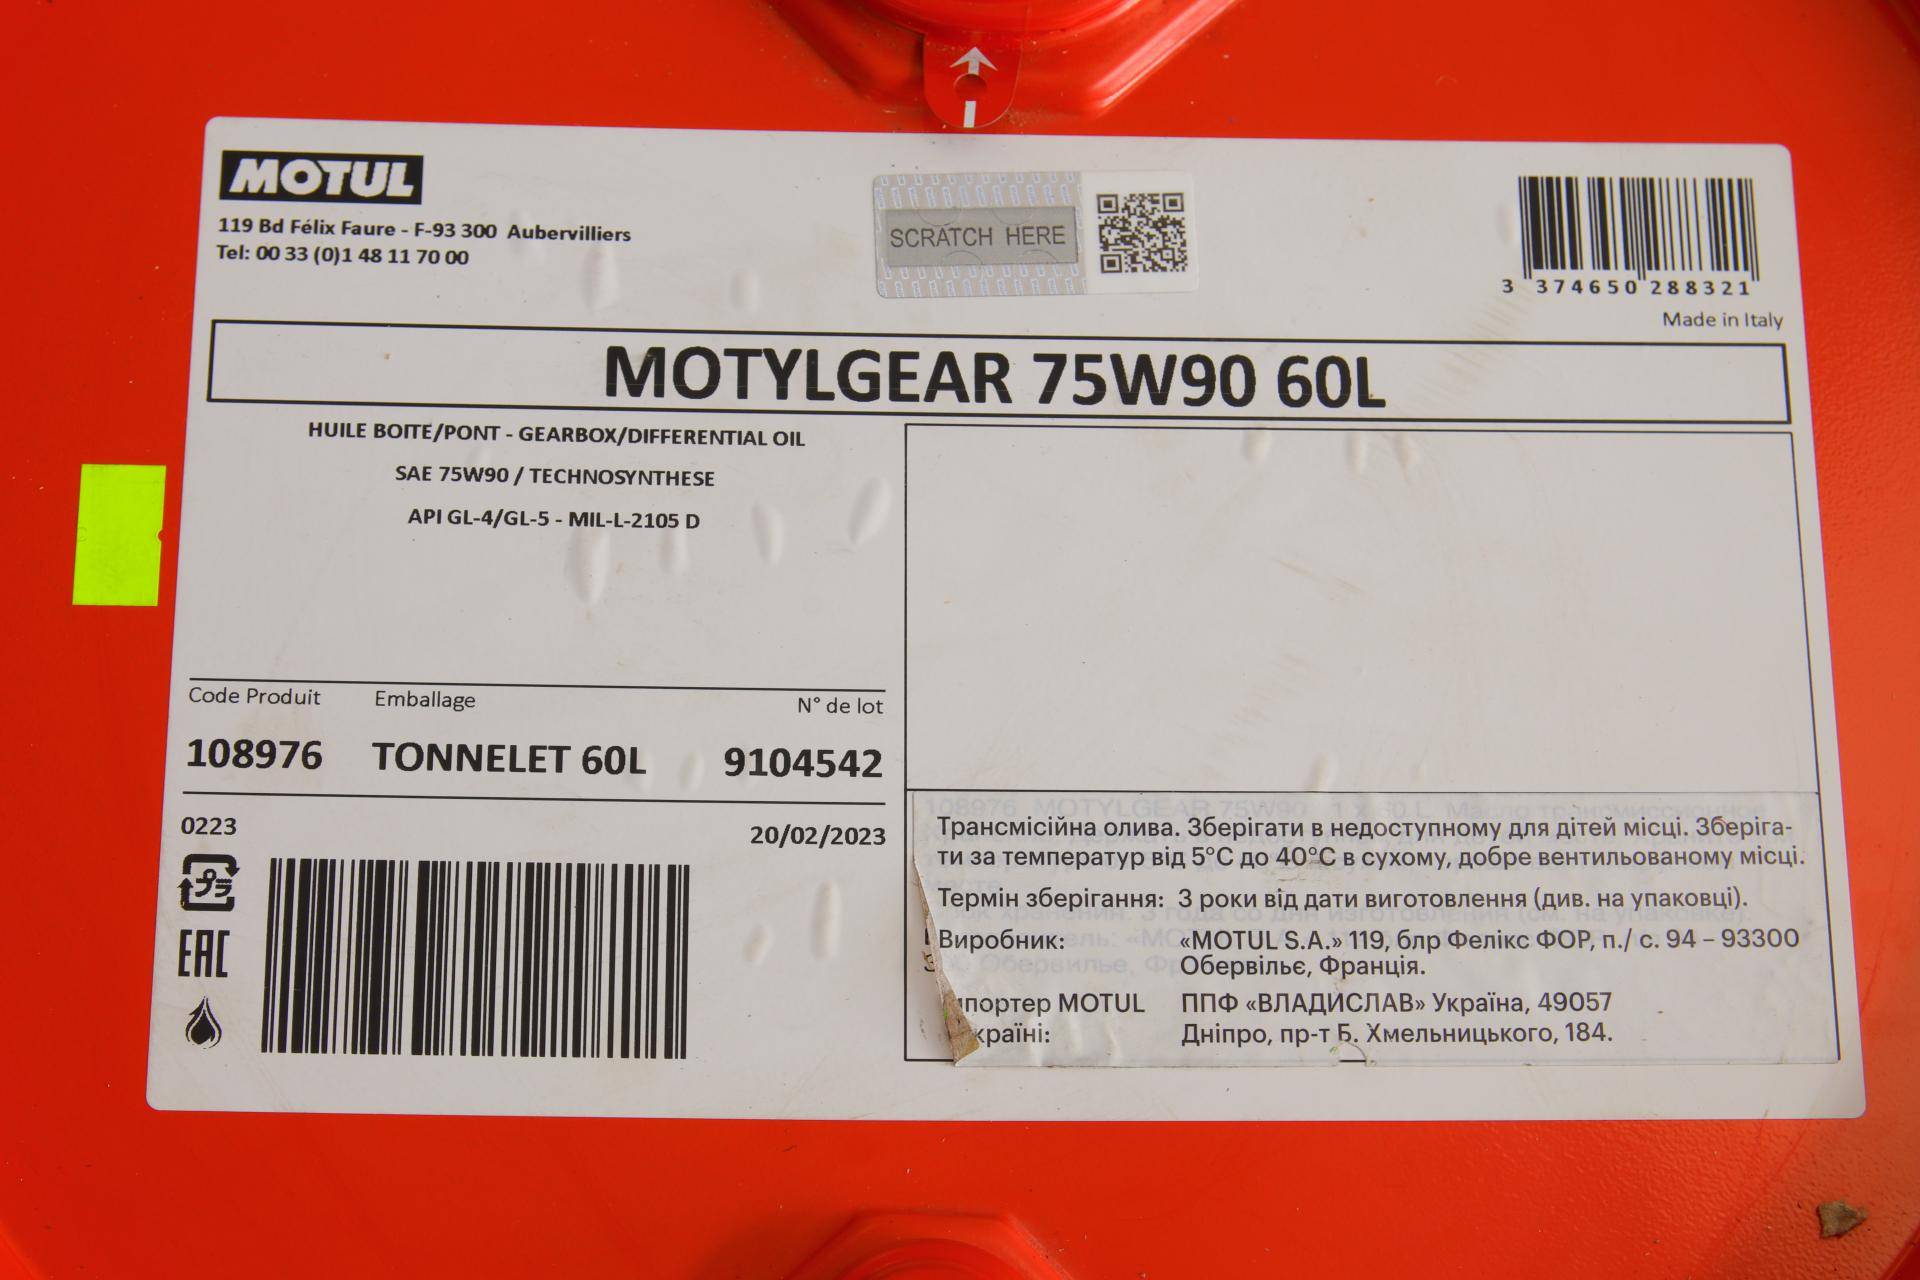 MOTUL
119 Bd Félix Faure - F-93 300 Aubervilliers
Tel: 00 33 (0)1 48 11 70 00
SCRATCH HERE
3 374650 288321
Made in Italy
MOTYLGEAR 75W90 60L
HUILE BOITE/PONT - GEARBOX/DIFFERENTIAL OIL
SAE 75W90 / TECHNOSYNTHESE
API GL-4/GL-5 - MIL-L-2105 D
Code Produit Emballage N° de lot
108976 TONNELET 60L 9104542
0223 20/02/2023
プラ
EAC
Трансмісійна олива. Зберігати в недоступному для дітей місці. Зберіга-
ти за температур від 5°C до 40°C в сухому, добре вентильованому місці.
Термін зберігання: 3 роки від дати виготовлення (див. на упаковці).
Виробник: «MOTUL S.A.» 119, блр Фелікс ФОР, п./ с. 94 – 93300
Обервільє, Франція.
MOTUL ППФ «ВЛАДИСЛАВ» Україна, 49057
Дніпро, пр-т Б. Хмельницького, 184.